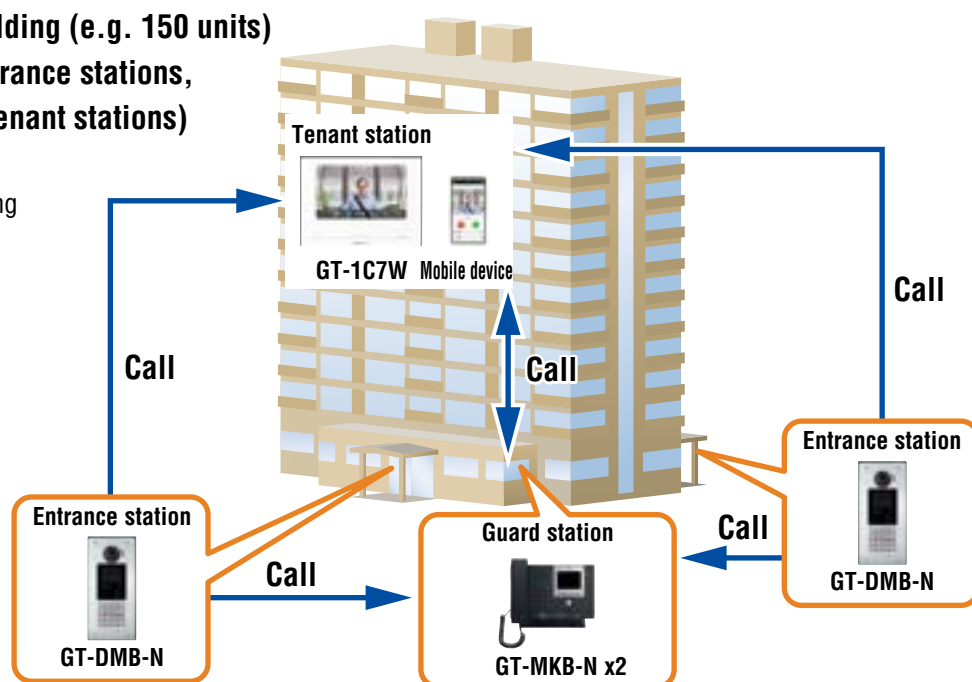 lding (e.g. 150 units)
rance stations,
enant stations)
ng
Tenant station
GT-1C7W Mobile device
Call
Call
Call
Entrance station
GT-DMB-N
Call
Guard station
GT-MKB-N x2
Call
Entrance station
GT-DMB-N